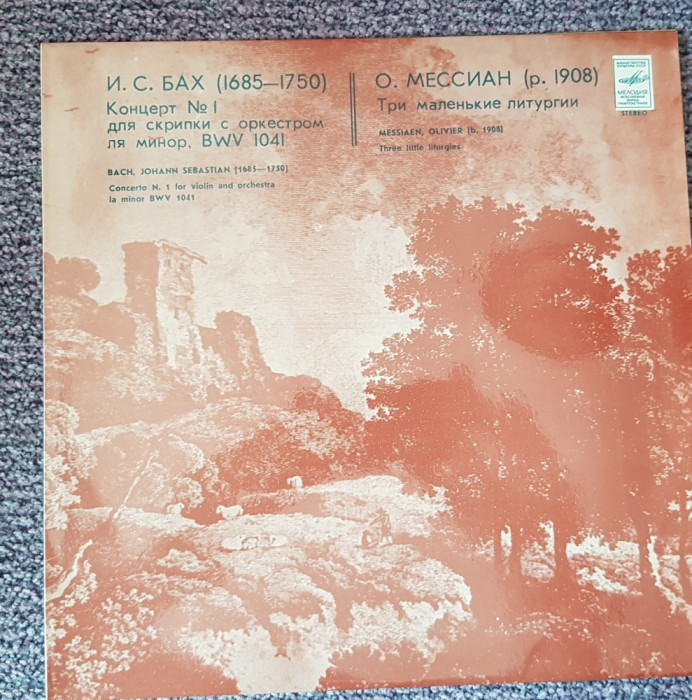 И. С. БАХ (1685—1750)
Концерт № 1
для скрипки с оркестром
ля минор, BWV 1041
BACH, JOHANN SEBASTIAN (1685—1750)
Concerto N. 1 for violin and orchestra
la minor BWV 1041
О. МЕССИАН (р. 1908)
Три маленькие литургии
MESSIAEN, OLIVIER (b. 1908)
Three little liturgies
МЕЛОДИЯ
STEREO